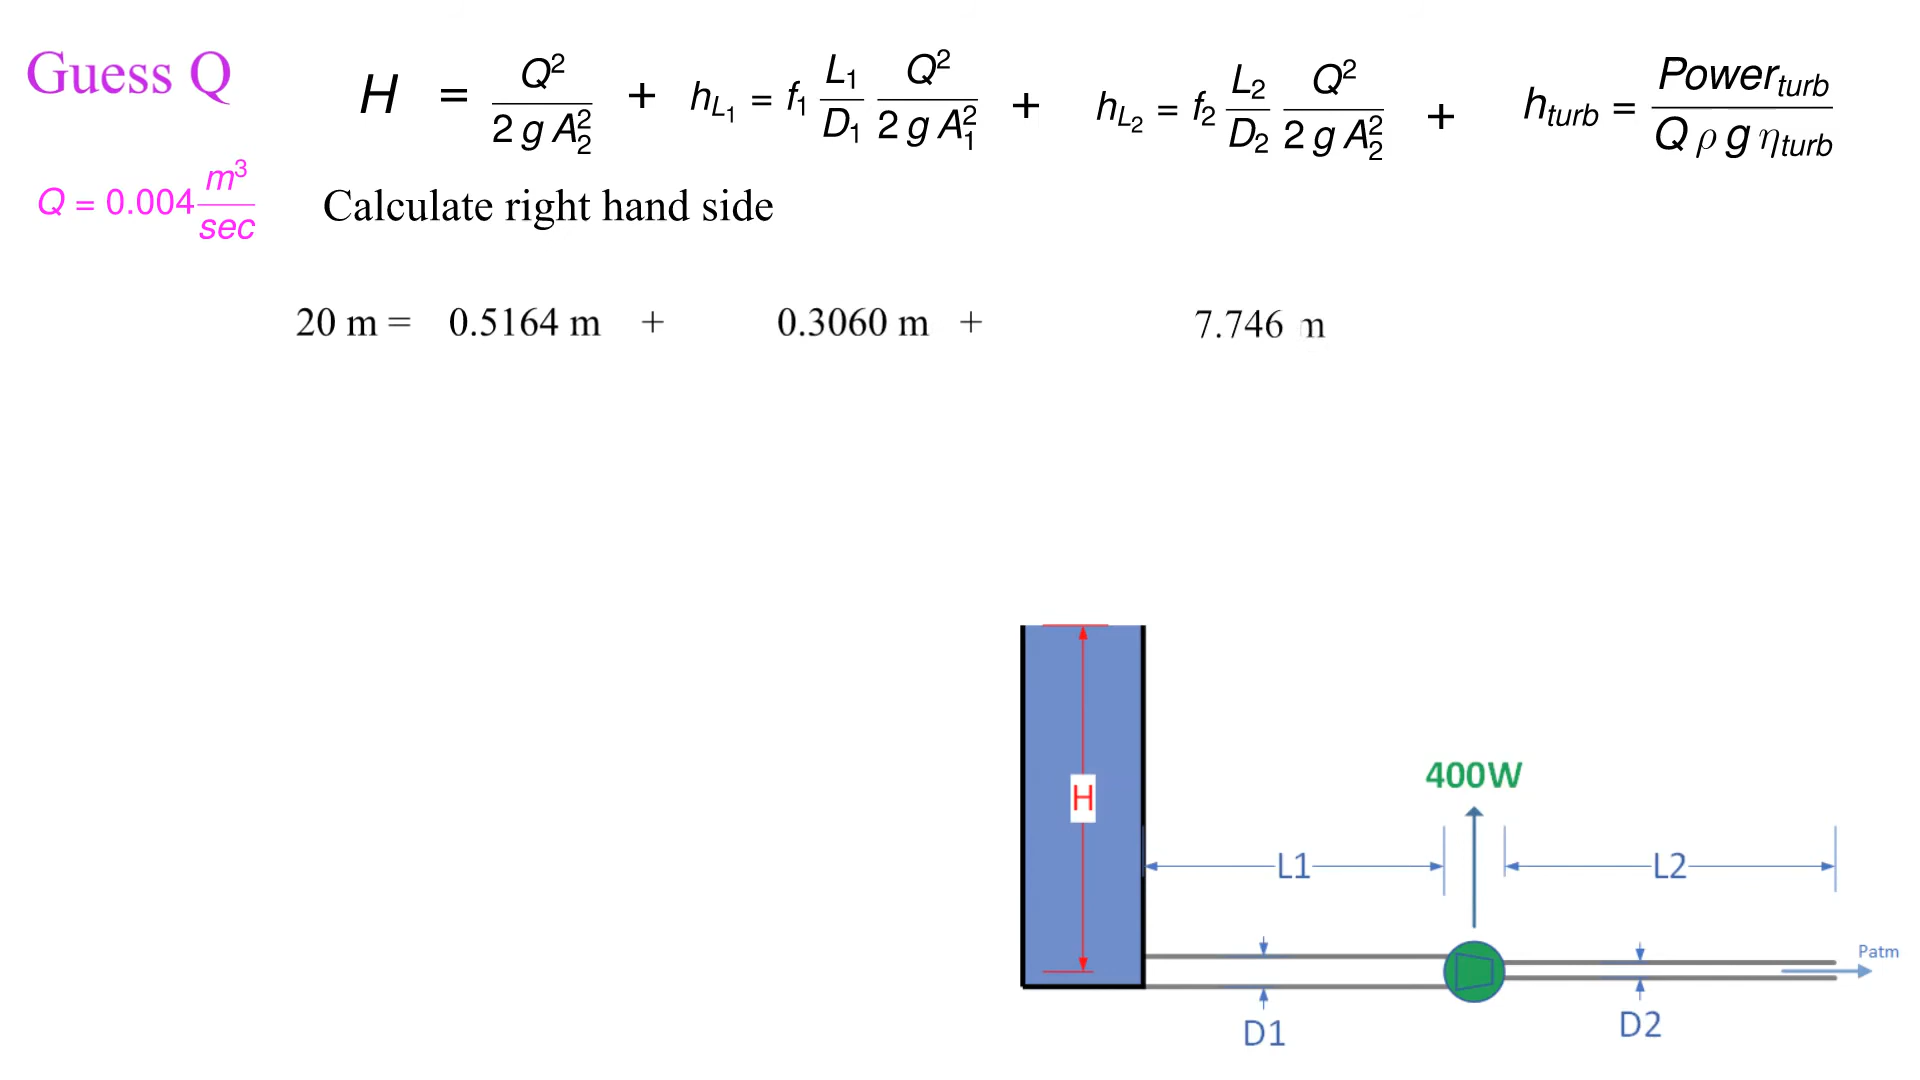 Guess Q
H = Q² / (2 g A₂²) + h_L₁ = f₁ (L₁ / D₁) (Q² / (2 g A₁²)) + h_L₂ = f₂ (L₂ / D₂) (Q² / (2 g A₂²)) + h_turb = Power_turb / (Q ρ g η_turb)
Q = 0.004 m³/sec
Calculate right hand side
20 m = 0.5164 m + 0.3060 m + 7.746 m
400W
H
L1
L2
Patm
D1
D2